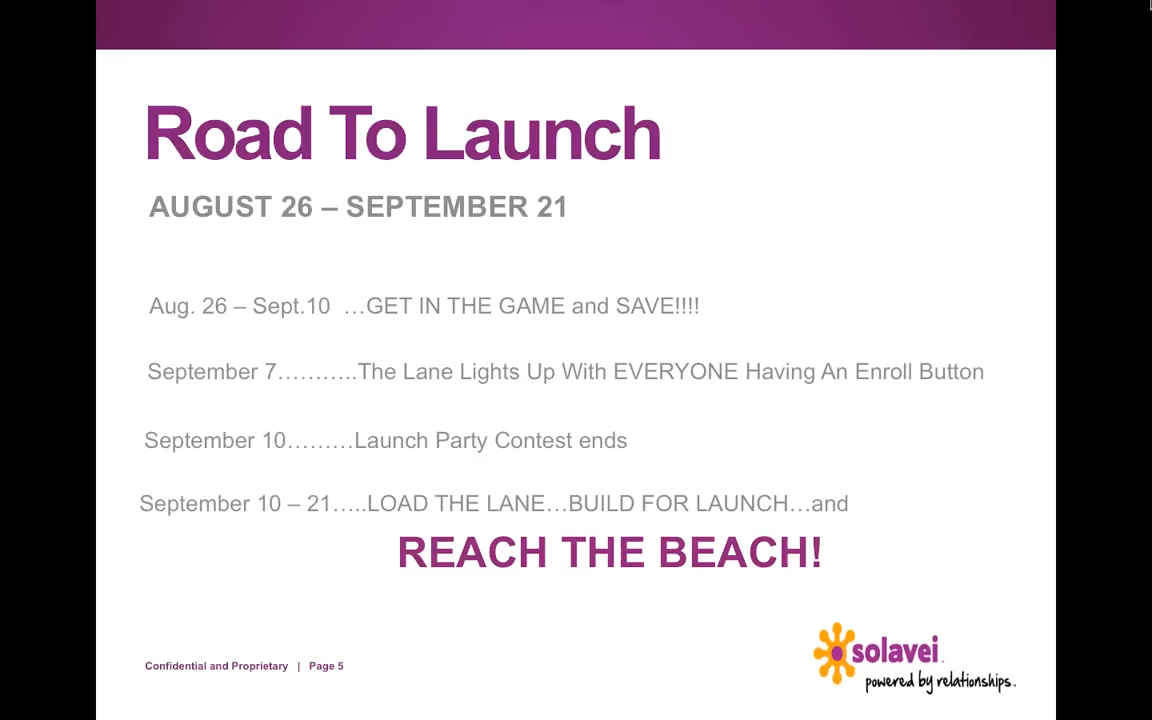 Road To Launch
AUGUST 26 – SEPTEMBER 21
Aug. 26 – Sept.10 …GET IN THE GAME and SAVE!!!!
September 7………..The Lane Lights Up With EVERYONE Having An Enroll Button
September 10………Launch Party Contest ends
September 10 – 21…..LOAD THE LANE…BUILD FOR LAUNCH…and
REACH THE BEACH!
solavei™
powered by relationships.™
Confidential and Proprietary | Page 5